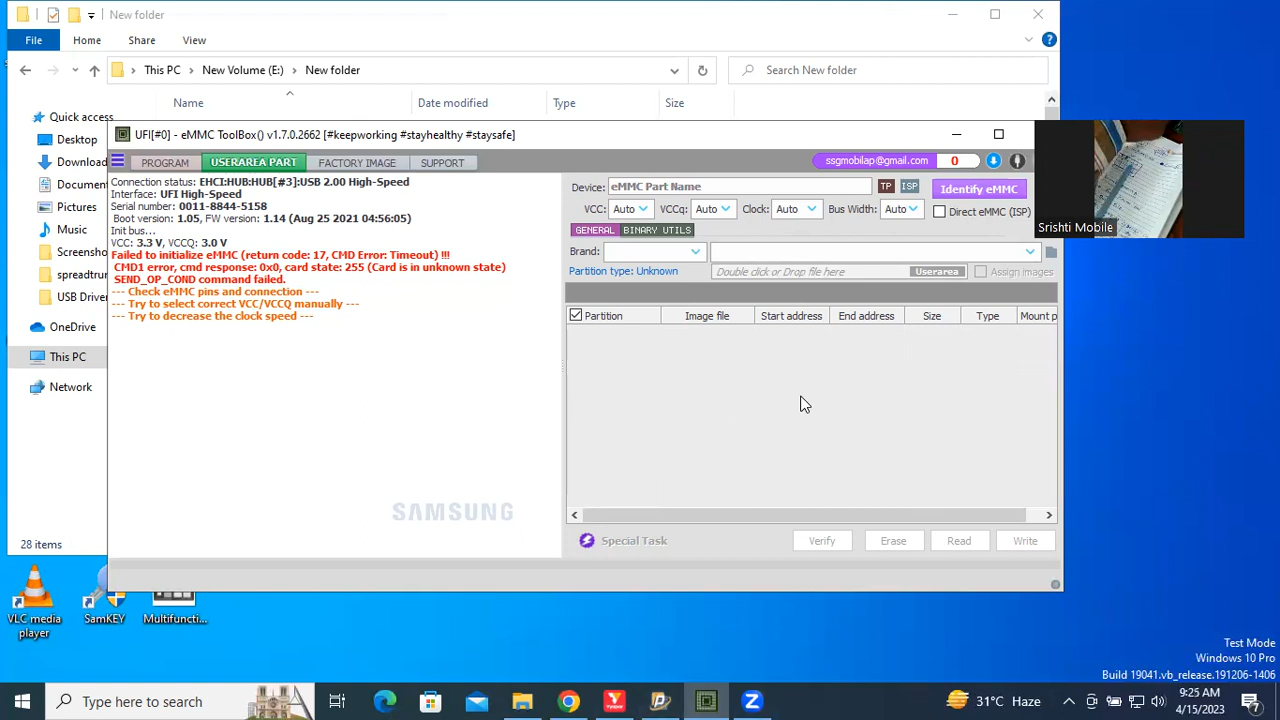 New folder
File
Home
Share
View
This PC
New Volume (E:)
New folder
Search New folder
Name
Date modified
Type
Size
Quick access
Desktop
Download
Document
Pictures
Music
Screensho
spreadtrun
USB Driver
OneDrive
This PC
Network
28 items
UFI[#0] - eMMC ToolBox() v1.7.0.2662 [#keepworking #stayhealthy #staysafe]
PROGRAM
USERAREA PART
FACTORY IMAGE
SUPPORT
ssgmobilap@gmail.com
0
Connection status: EHCI:HUB:HUB[#3]:USB 2.00 High-Speed
Interface: UFI High-Speed
Serial number: 0011-8844-5158
Boot version: 1.05, FW version: 1.14 (Aug 25 2021 04:56:05)
Init bus...
VCC: 3.3 V, VCCQ: 3.0 V
Failed to initialize eMMC (return code: 17, CMD Error: Timeout) !!!
CMD1 error, cmd response: 0x0, card state: 255 (Card is in unknown state)
SEND_OP_COND command failed.
--- Check eMMC pins and connection ---
--- Try to select correct VCC/VCCQ manually ---
--- Try to decrease the clock speed ---
SAMSUNG
Device:
eMMC Part Name
TP
ISP
Identify eMMC
VCC: Auto
VCCq: Auto
Clock: Auto
Bus Width: Auto
Direct eMMC (ISP)
GENERAL
BINARY UTILS
Brand:
Partition type: Unknown
Double click or Drop file here
Userarea
Assign images
Partition
Image file
Start address
End address
Size
Type
Mount p
Special Task
Verify
Erase
Read
Write
Srishti Mobile
VLC media
player
SamKEY
Multifuncti...
Test Mode
Windows 10 Pro
Build 19041.vb_release.191206-1406
Type here to search
31°C Haze
9:25 AM
4/15/2023
7